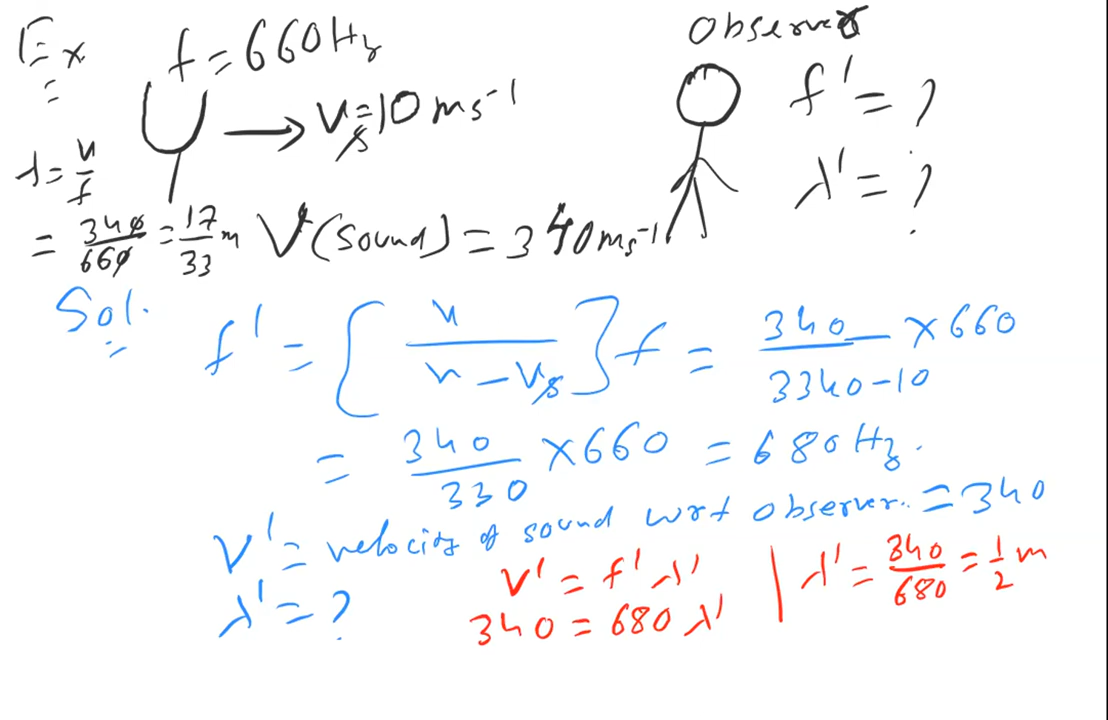 Ex f = 660 Hz
Observer
f' = ?
v_s = 10 ms⁻¹
λ = v/f
λ' = ?
= 340/660 = 17/33 m
V (sound) = 340 ms⁻¹
Sol.
f' = [v/(v - v_s)] f = 340/(3340-10) × 660
= 340/330 × 660 = 680 Hz.
v' = velocity of sound wrt observer. = 340
λ' = ?
v' = f' λ'
340 = 680 λ'
λ' = 340/680 = 1/2 m